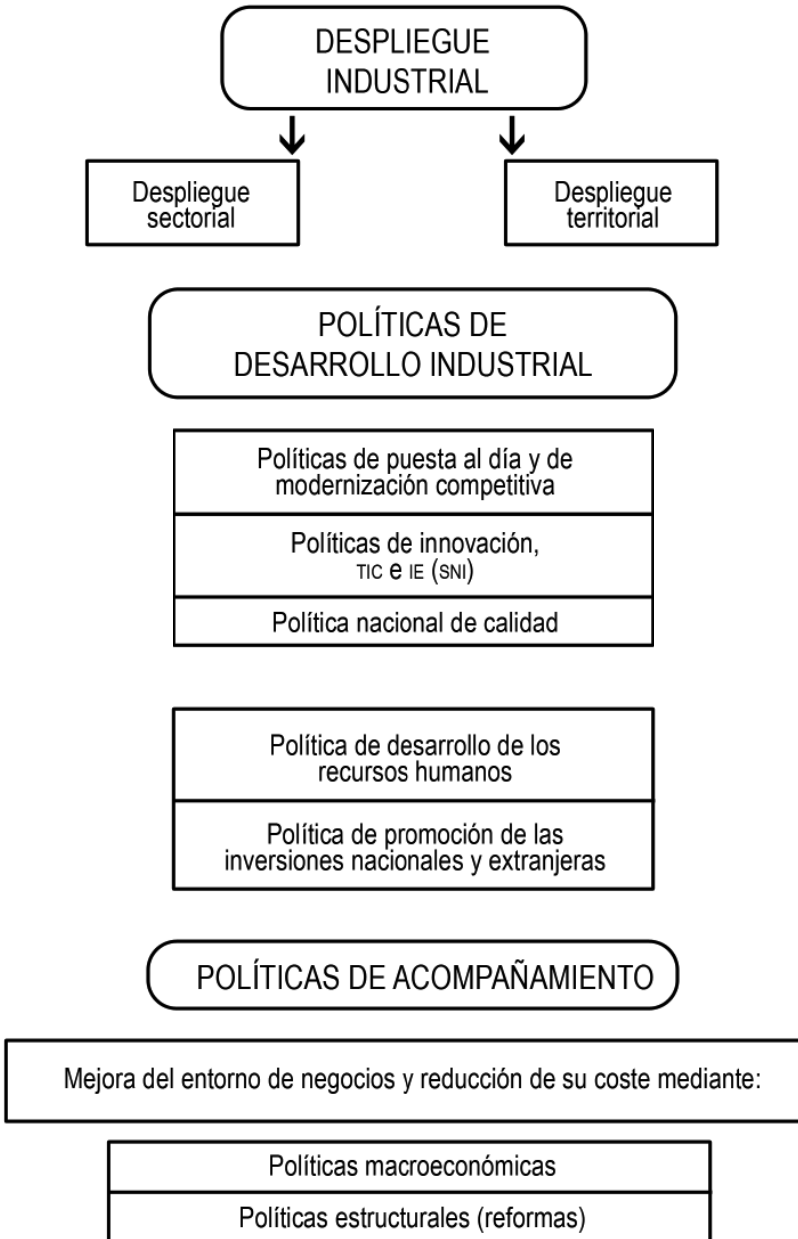 DESPLIEGUE
INDUSTRIAL
Despliegue
sectorial
Despliegue
territorial
POLÍTICAS DE
DESARROLLO INDUSTRIAL
Políticas de puesta al día y de
modernización competitiva
Políticas de innovación,
TIC e IE (SNI)
Política nacional de calidad
Política de desarrollo de los
recursos humanos
Política de promoción de las
inversiones nacionales y extranjeras
POLÍTICAS DE ACOMPAÑAMIENTO
Mejora del entorno de negocios y reducción de su coste mediante:
Políticas macroeconómicas
Políticas estructurales (reformas)